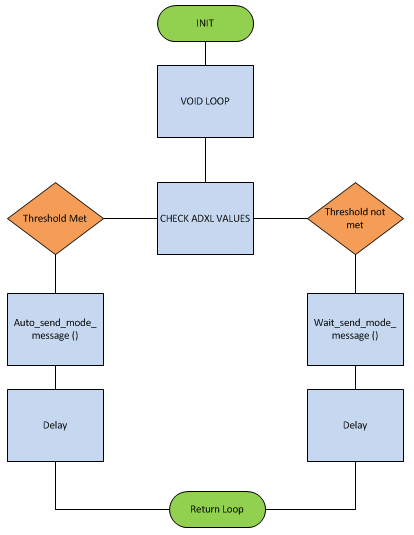 INIT
VOID LOOP
Threshold Met
CHECK ADXL VALUES
Threshold not
met
Auto_send_mode_
message ()
Wait_send_mode_
message ()
Delay
Delay
Return Loop